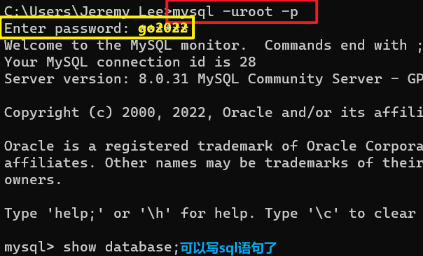 C:\Users\Jeremy Lee>mysql -uroot -p
Enter password: go2022
Welcome to the MySQL monitor.  Commands end with ;
Your MySQL connection id is 28
Server version: 8.0.31 MySQL Community Server - GP
Copyright (c) 2000, 2022, Oracle and/or its affili
Oracle is a registered trademark of Oracle Corpora
affiliates. Other names may be trademarks of their
owners.
Type 'help;' or '\h' for help. Type '\c' to clear
mysql> show database;可以写sql语句了